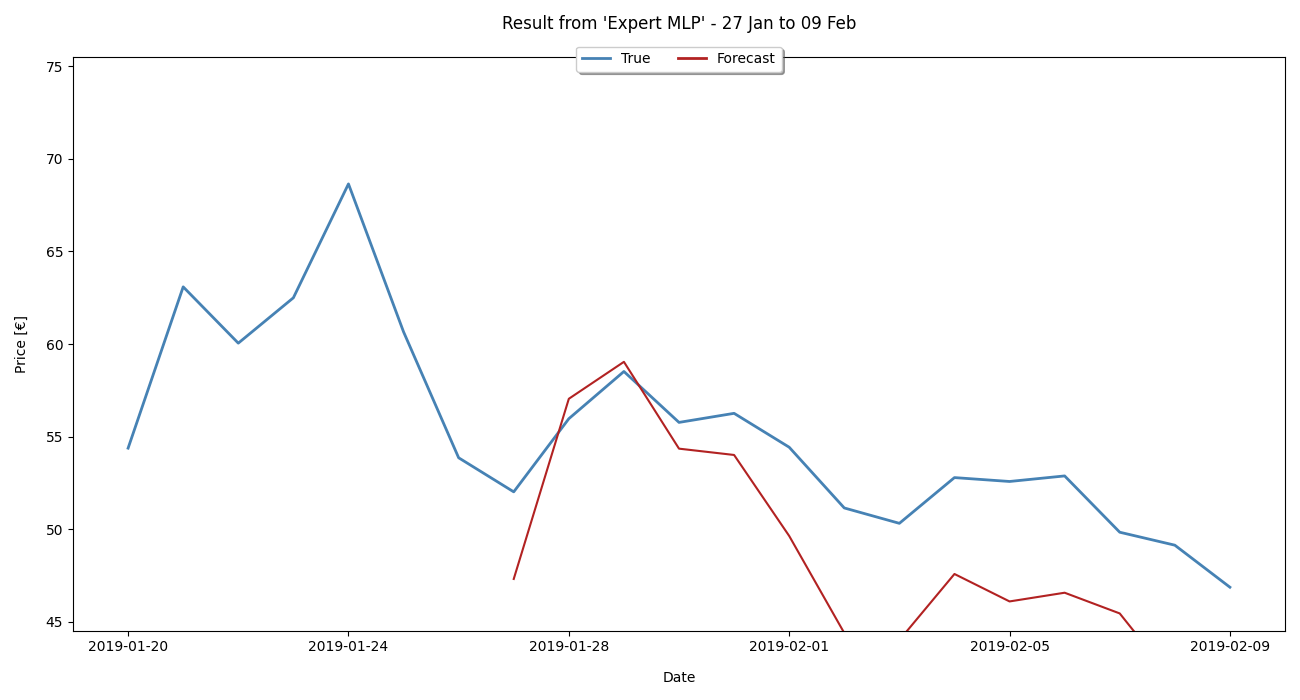 Result from 'Expert MLP' - 27 Jan to 09 Feb
True Forecast
75
70
65
60
55
50
45
Price [€]
2019-01-20 2019-01-24 2019-01-28 2019-02-01 2019-02-05 2019-02-09
Date